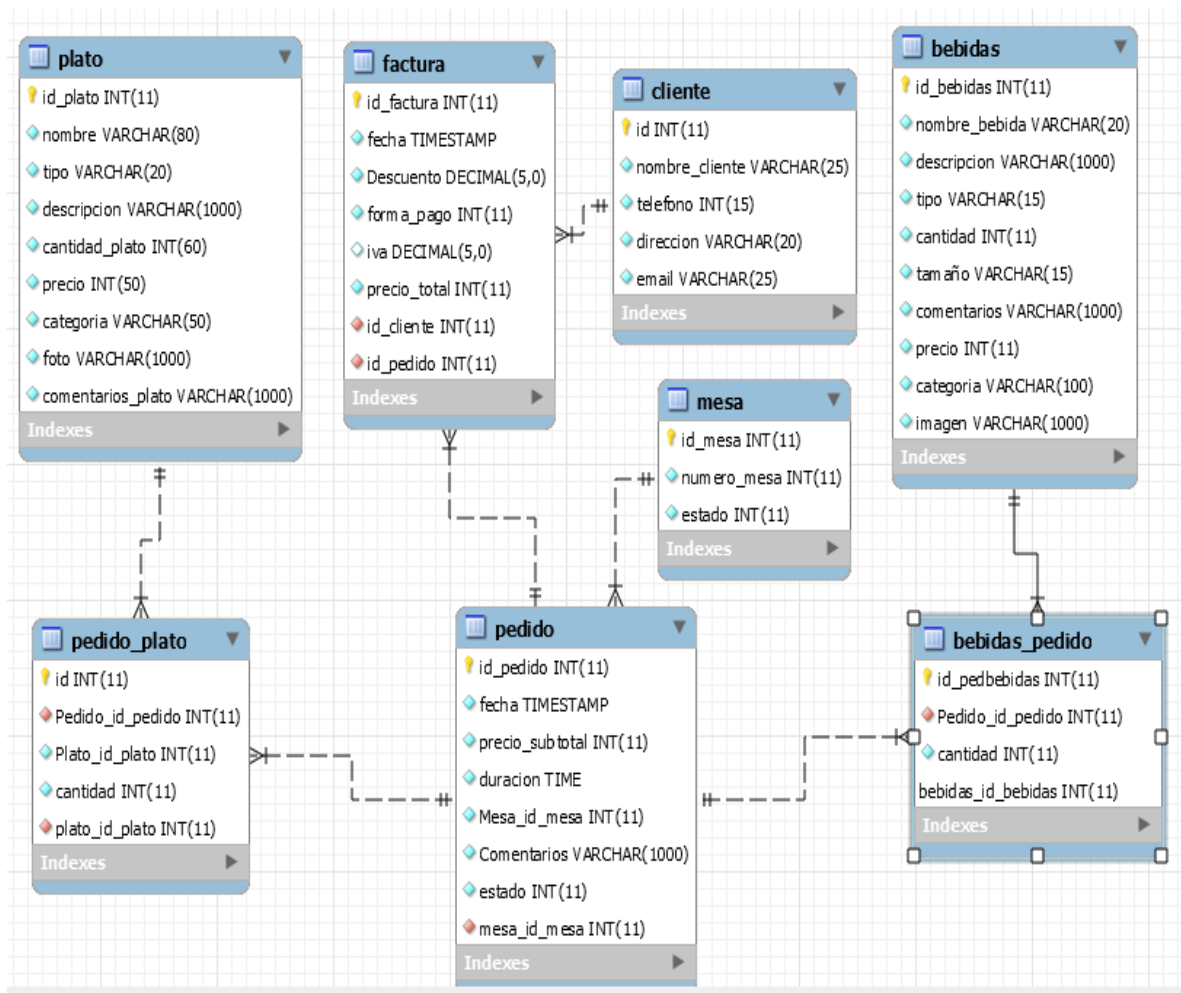 plato
id_plato INT(11)
nombre VARCHAR(80)
tipo VARCHAR(20)
descripcion VARCHAR(1000)
cantidad_plato INT(60)
precio INT(50)
categoria VARCHAR(50)
foto VARCHAR(1000)
comentarios_plato VARCHAR(1000)
Indexes
factura
id_factura INT(11)
fecha TIMESTAMP
Descuento DECIMAL(5,0)
forma_pago INT(11)
iva DECIMAL(5,0)
precio_total INT(11)
id_cliente INT(11)
id_pedido INT(11)
Indexes
cliente
id INT(11)
nombre_cliente VARCHAR(25)
telefono INT(15)
direccion VARCHAR(20)
email VARCHAR(25)
Indexes
bebidas
id_bebidas INT(11)
nombre_bebida VARCHAR(20)
descripcion VARCHAR(1000)
tipo VARCHAR(15)
cantidad INT(11)
tamaño VARCHAR(15)
comentarios VARCHAR(1000)
precio INT(11)
categoria VARCHAR(100)
imagen VARCHAR(1000)
Indexes
mesa
id_mesa INT(11)
numero_mesa INT(11)
estado INT(11)
Indexes
pedido_plato
id INT(11)
Pedido_id_pedido INT(11)
Plato_id_plato INT(11)
cantidad INT(11)
plato_id_plato INT(11)
Indexes
pedido
id_pedido INT(11)
fecha TIMESTAMP
precio_subtotal INT(11)
duracion TIME
Mesa_id_mesa INT(11)
Comentarios VARCHAR(1000)
estado INT(11)
mesa_id_mesa INT(11)
Indexes
bebidas_pedido
id_pedbebidas INT(11)
Pedido_id_pedido INT(11)
cantidad INT(11)
bebidas_id_bebidas INT(11)
Indexes